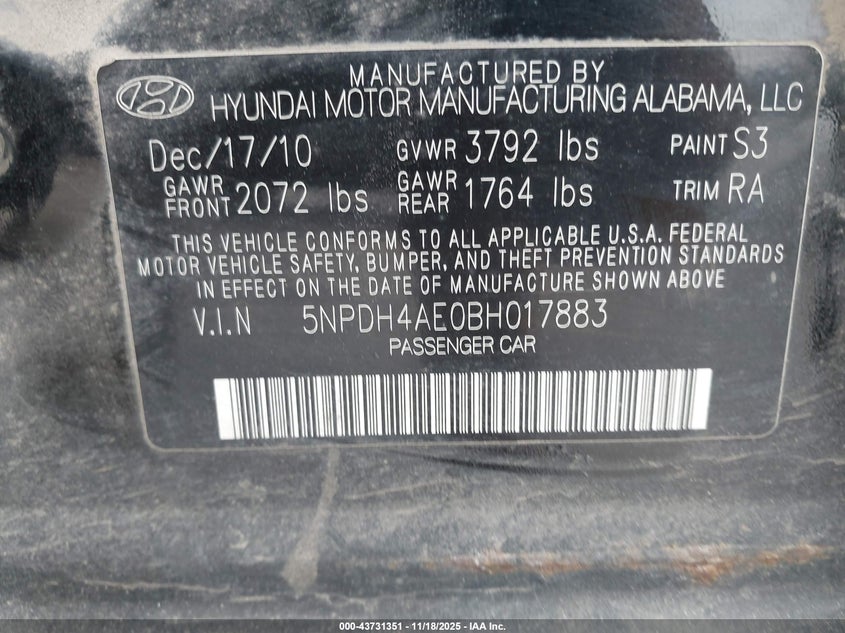 MANUFACTURED BY
HYUNDAI MOTOR MANUFACTURING ALABAMA, LLC
Dec/17/10 GVWR 3792 lbs PAINT S3
GAWR FRONT 2072 lbs GAWR REAR 1764 lbs TRIM RA
THIS VEHICLE CONFORMS TO ALL APPLICABLE U.S.A. FEDERAL
MOTOR VEHICLE SAFETY, BUMPER, AND THEFT PREVENTION STANDARDS
IN EFFECT ON THE DATE OF MANUFACTURE SHOWN ABOVE
V.I.N 5NPDH4AE0BH017883
PASSENGER CAR
000-43731351 — 11/18/2025 — IAA Inc.